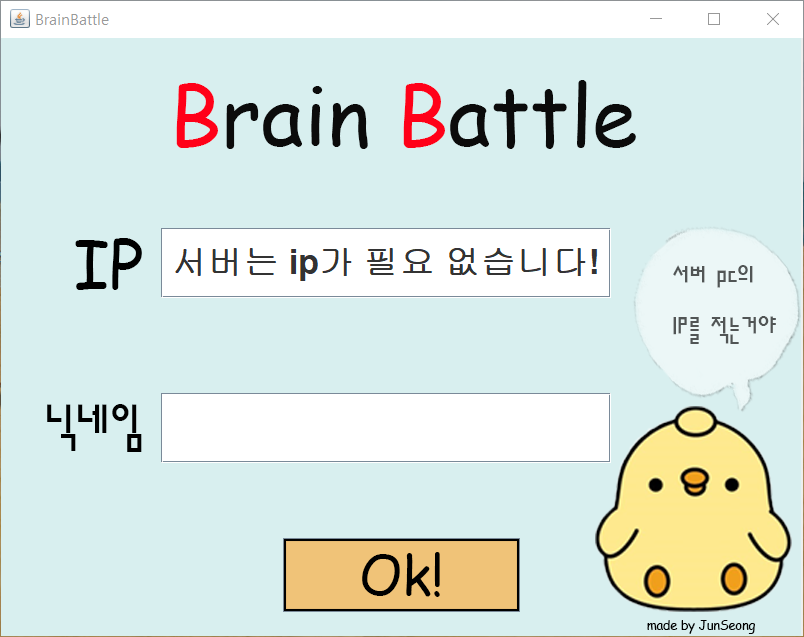 BrainBattle
Brain Battle
IP
서버는 ip가 필요 없습니다!
서버 pc의
IP를 적는거야
닉네임
Ok!
made by JunSeong